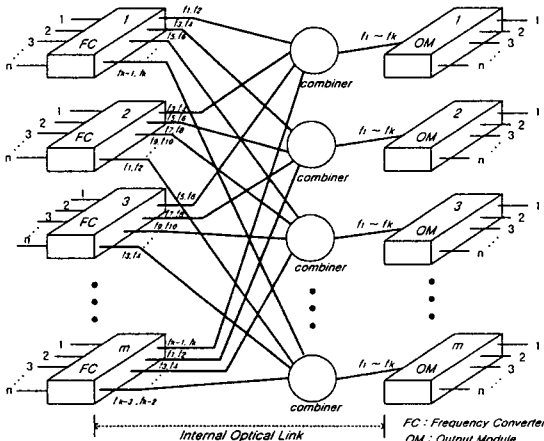 1
2
3
n
FC
1
f1,f2
f3,f4
f5,f6
fk-1,fk
combiner
f1 ~ fk
OM
1
1
2
3
n
1
2
3
n
FC
2
f3,f4
f5,f6
f7,f8
f9,f10
f1,f2
combiner
f1 ~ fk
OM
2
1
2
3
n
1
2
3
n
FC
3
f5,f6
f7,f8
f9,f10
f3,f4
combiner
f1 ~ fk
OM
3
1
2
3
n
1
2
3
n
FC
m
fk-1,fk
f1,f2
f3,f4
fk-3,fk-2
combiner
f1 ~ fk
OM
m
1
2
3
n
Internal Optical Link
FC : Frequency Converter
OM : Output Module